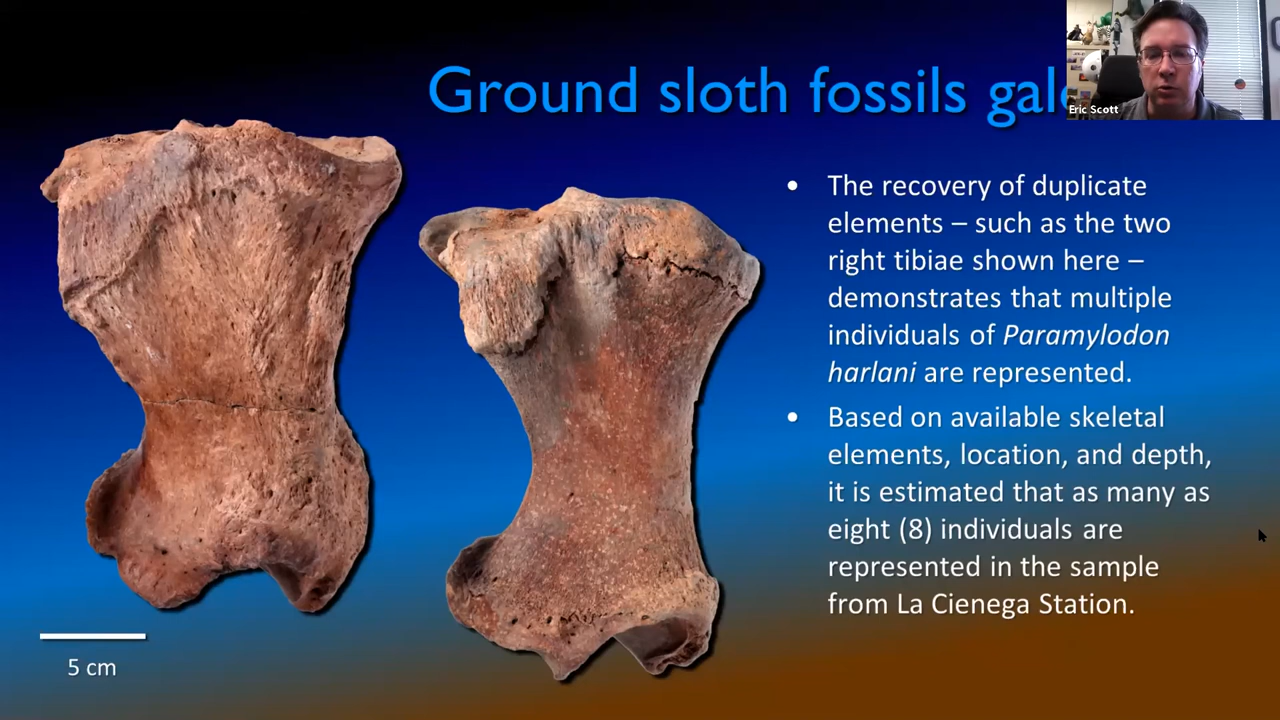 Ground sloth fossils
Eric Scott
• The recovery of duplicate
elements – such as the two
right tibiae shown here –
demonstrates that multiple
individuals of Paramylodon
harlani are represented.
• Based on available skeletal
elements, location, and depth,
it is estimated that as many as
eight (8) individuals are
represented in the sample
from La Cienega Station.
5 cm